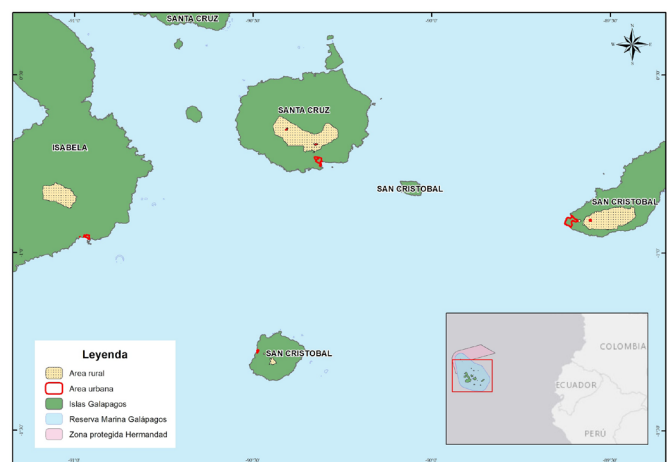 SANTA CRUZ
SANTA CRUZ
ISABELA
SAN CRISTOBAL
SAN CRISTOBAL
SAN CRISTOBAL
Leyenda
Area rural
Area urbana
Islas Galapagos
Reserva Marina Galápagos
Zona protegida Hermandad
COLOMBIA
ECUADOR
PERÚ